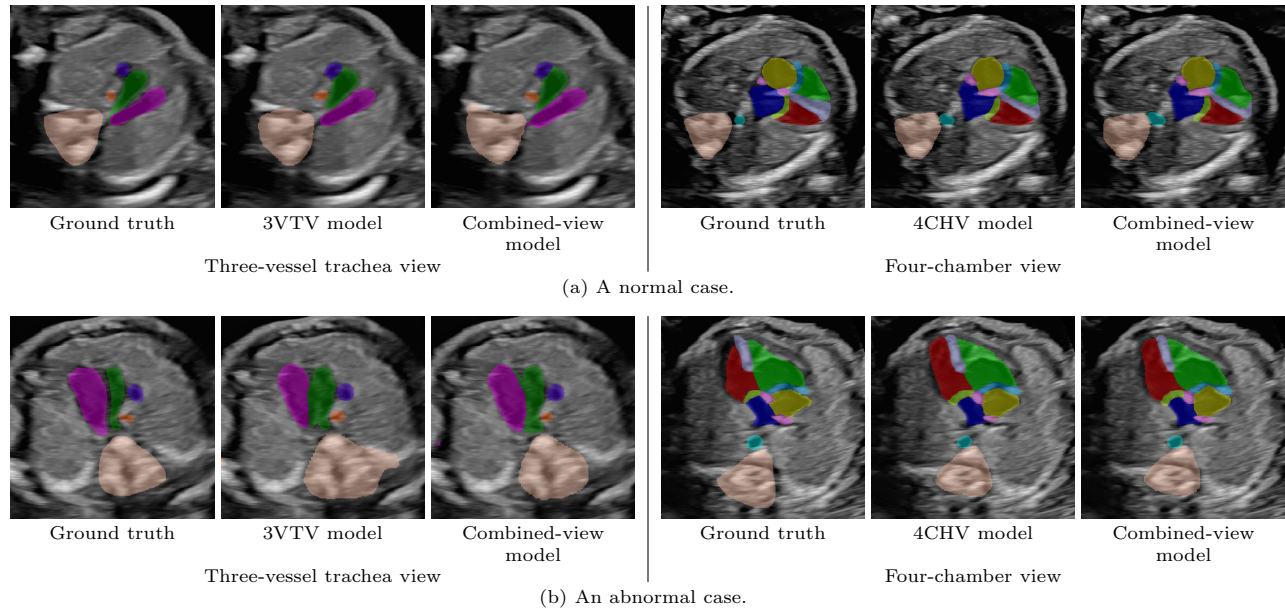 Ground truth
3VTV model
Combined-view
model
Three-vessel trachea view
Ground truth
4CHV model
Combined-view
model
Four-chamber view
(a) A normal case.
Ground truth
3VTV model
Combined-view
model
Three-vessel trachea view
Ground truth
4CHV model
Combined-view
model
Four-chamber view
(b) An abnormal case.